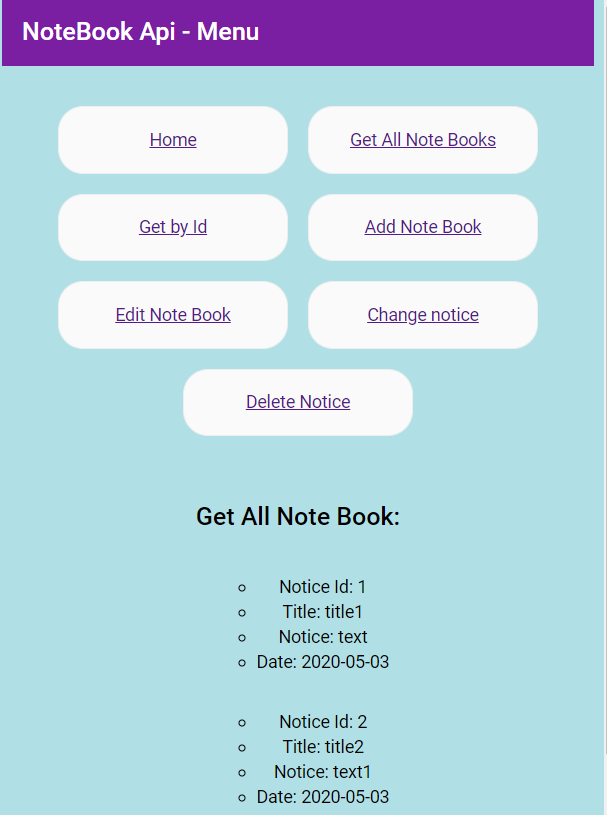 NoteBook Api - Menu
Home
Get All Note Books
Get by Id
Add Note Book
Edit Note Book
Change notice
Delete Notice
Get All Note Book:
Notice Id: 1
Title: title1
Notice: text
Date: 2020-05-03
Notice Id: 2
Title: title2
Notice: text1
Date: 2020-05-03